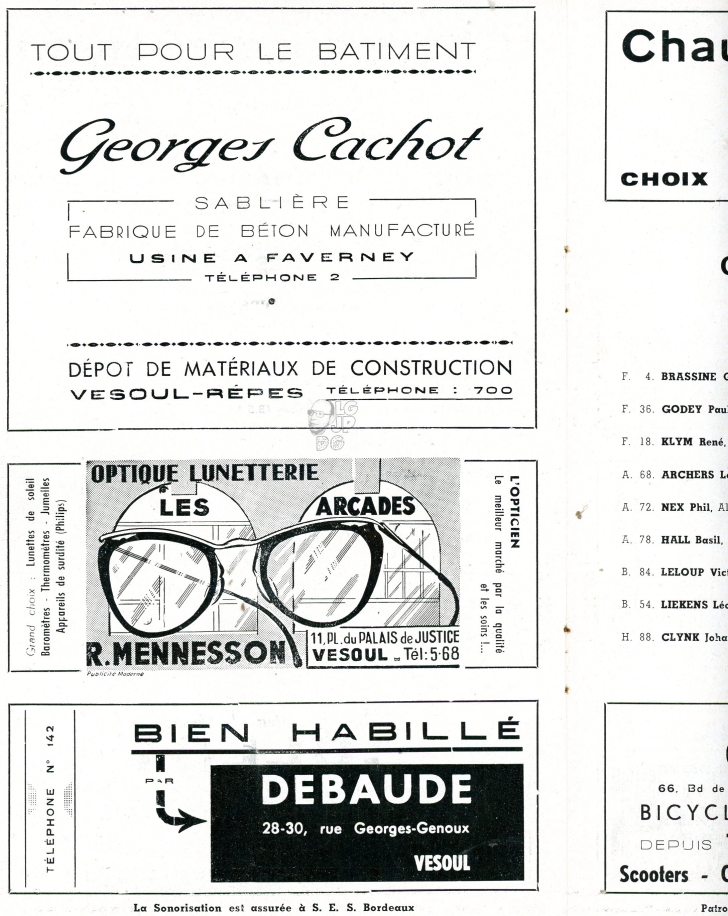 TOUT POUR LE BATIMENT
Georges Cachot
SABLIÈRE
FABRIQUE DE BÉTON MANUFACTURÉ
USINE A FAVERNEY
TÉLÉPHONE 2
DÉPOT DE MATÉRIAUX DE CONSTRUCTION
VESOUL-RÉPES TÉLÉPHONE : 700
LG
JP
DG
Grand choix : Lunettes de soleil
Baromètres - Thermomètres - Jumelles
Appareils de surdité (Philips)
OPTIQUE LUNETTERIE
LES ARCADES
R.MENNESSON
11, PL. du PALAIS de JUSTICE
VESOUL - Tél: 5-68
Publicité Moderne
L'OPTICIEN
Le meilleur marché par la qualité
et les soins !...
TÉLÉPHONE N° 142
BIEN HABILLÉ
PAR
DEBAUDE
28-30, rue Georges-Genoux
VESOUL
La Sonorisation est assurée à S. E. S. Bordeaux
Chau
CHOIX
F. 4. BRASSINE
F. 36. GODEY Pau
F. 18. KLYM René,
A. 68. ARCHERS L
A. 72. NEX Phil, Al
A. 78. HALL Basil,
B. 84. LELOUP Vic
B. 54. LIEKENS Léo
H. 88. CLYNK Joha
66, Bd de
BICYCL
DEPUIS
Scooters -
Patro